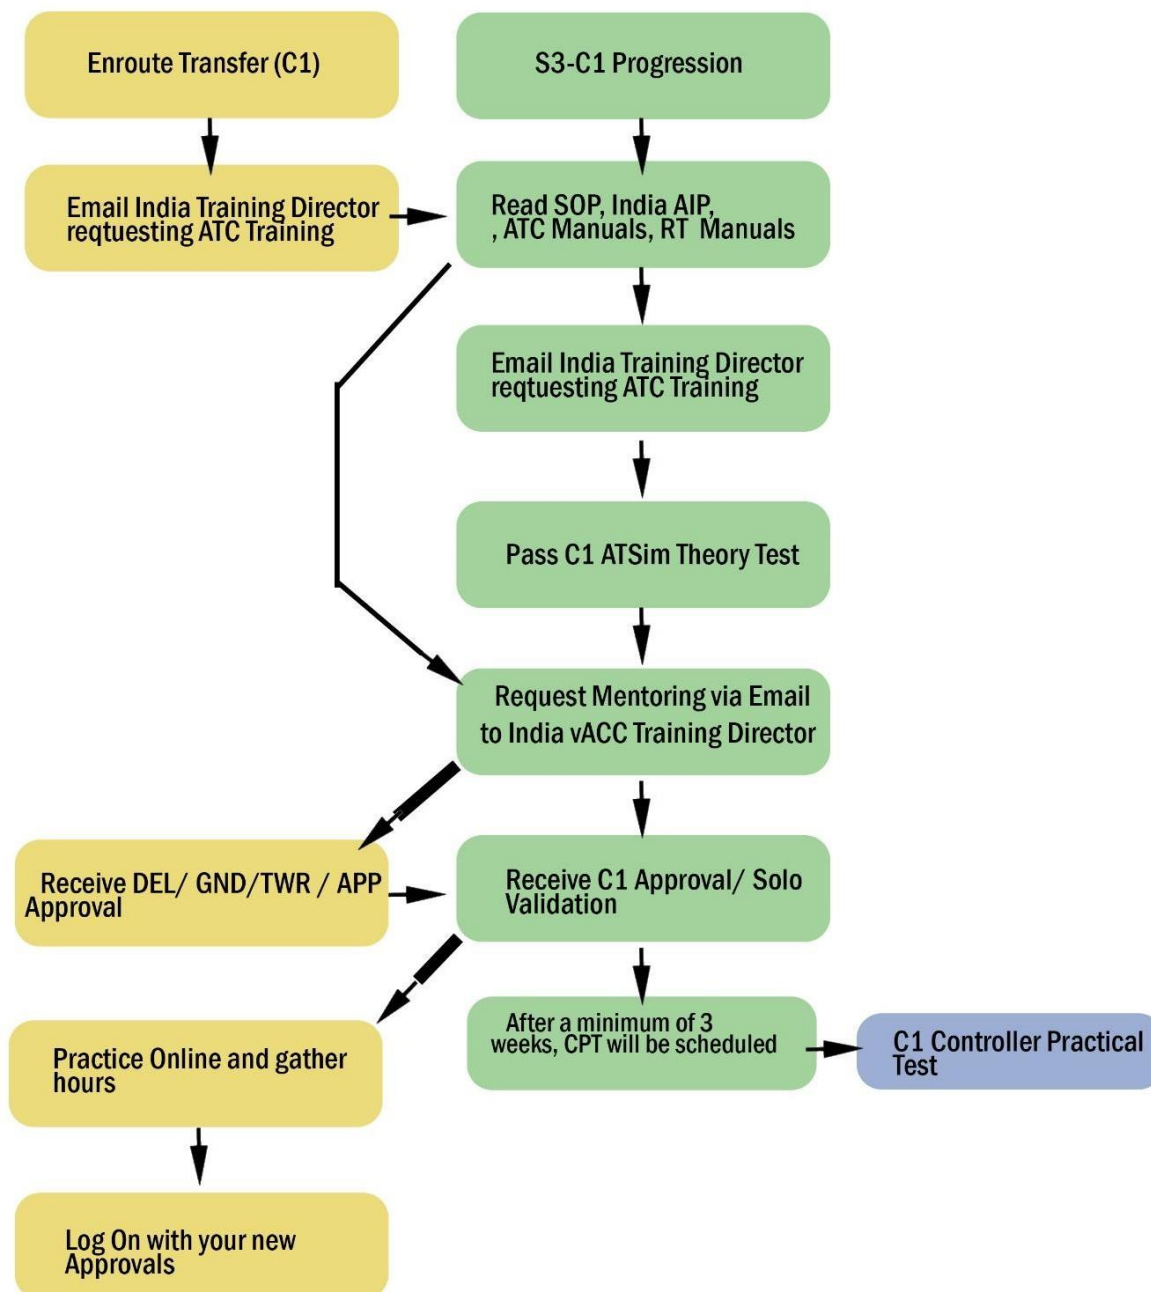 Enroute Transfer (C1)
S3-C1 Progression
Email India Training Director
reqtuesting ATC Training
Read SOP, India AIP,
, ATC Manuals, RT Manuals
Email India Training Director
reqtuesting ATC Training
Pass C1 ATSim Theory Test
Request Mentoring via Email
to India vACC Training Director
Receive DEL/ GND/TWR / APP
Approval
Receive C1 Approval/ Solo
Validation
After a minimum of 3
weeks, CPT will be scheduled
C1 Controller Practical
Test
Practice Online and gather
hours
Log On with your new
Approvals